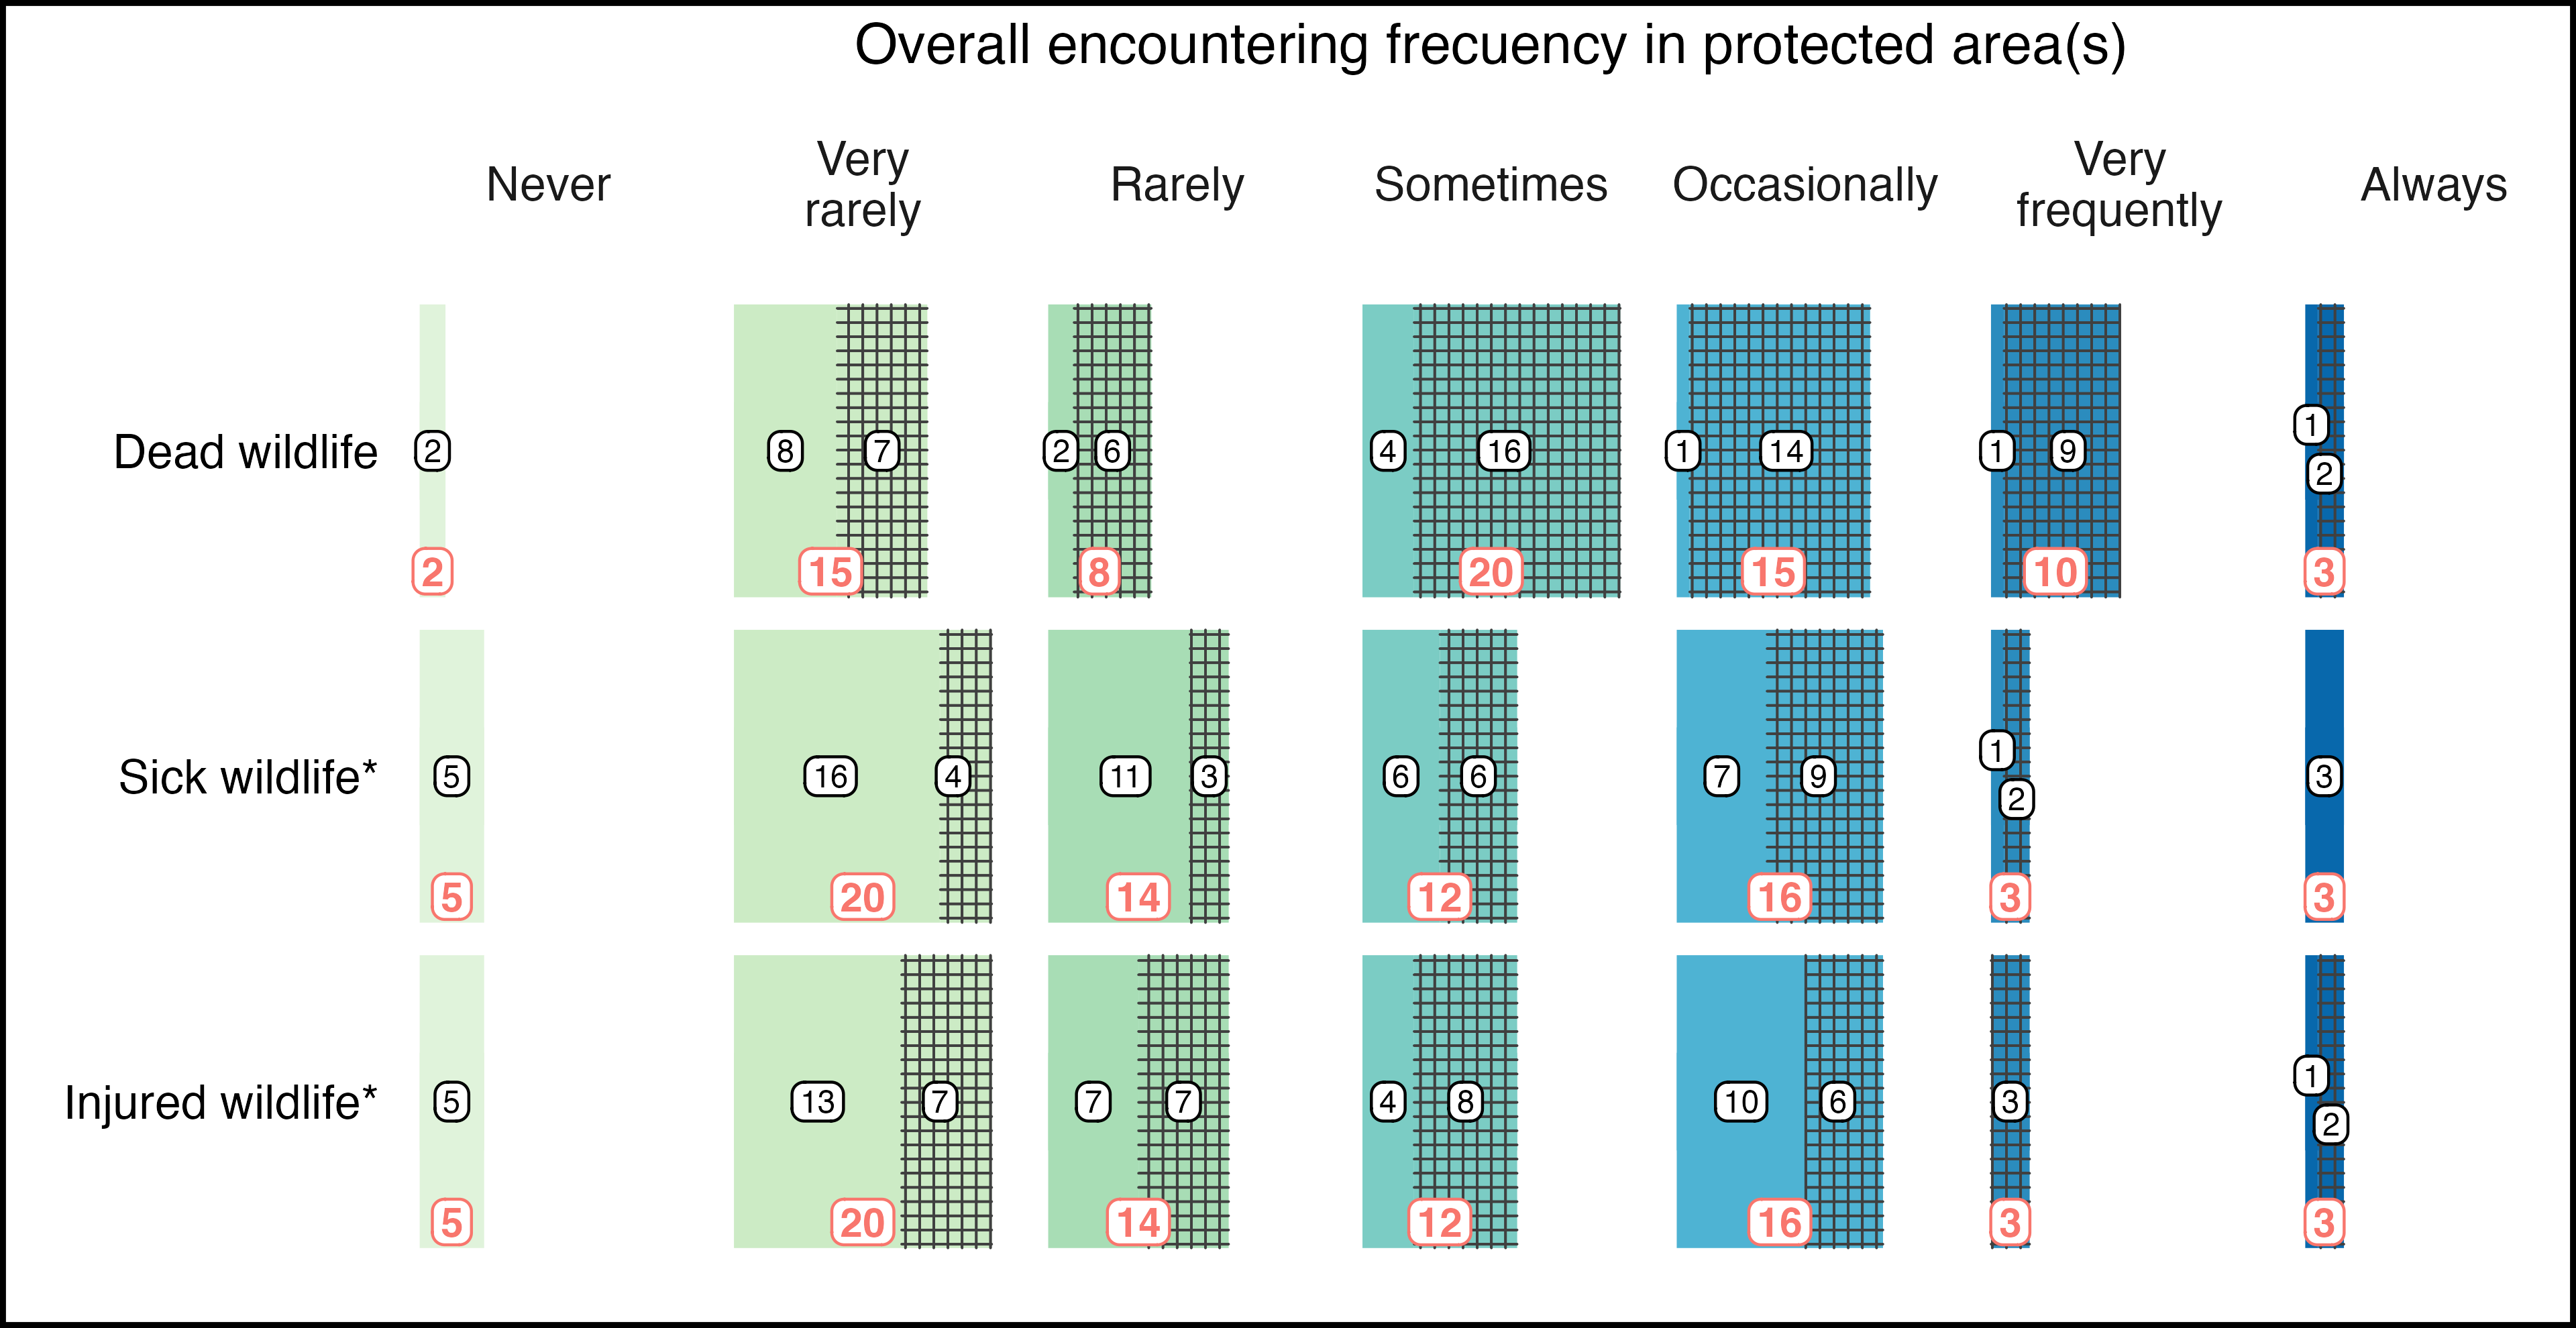 Overall encountering frecuency in protected area(s)
Never
Very
rarely
Rarely
Sometimes
Occasionally
Very
frequently
Always
Dead wildlife
2
8 7
2 6
4 16
1 14
1 9
1
2
2 15 8 20 15 10 3
Sick wildlife*
5
16 4
11 3
6 6
7 9
1
2
3
5 20 14 12 16 3 3
Injured wildlife*
5
13 7
7 7
4 8
10 6
3
1
2
5 20 14 12 16 3 3